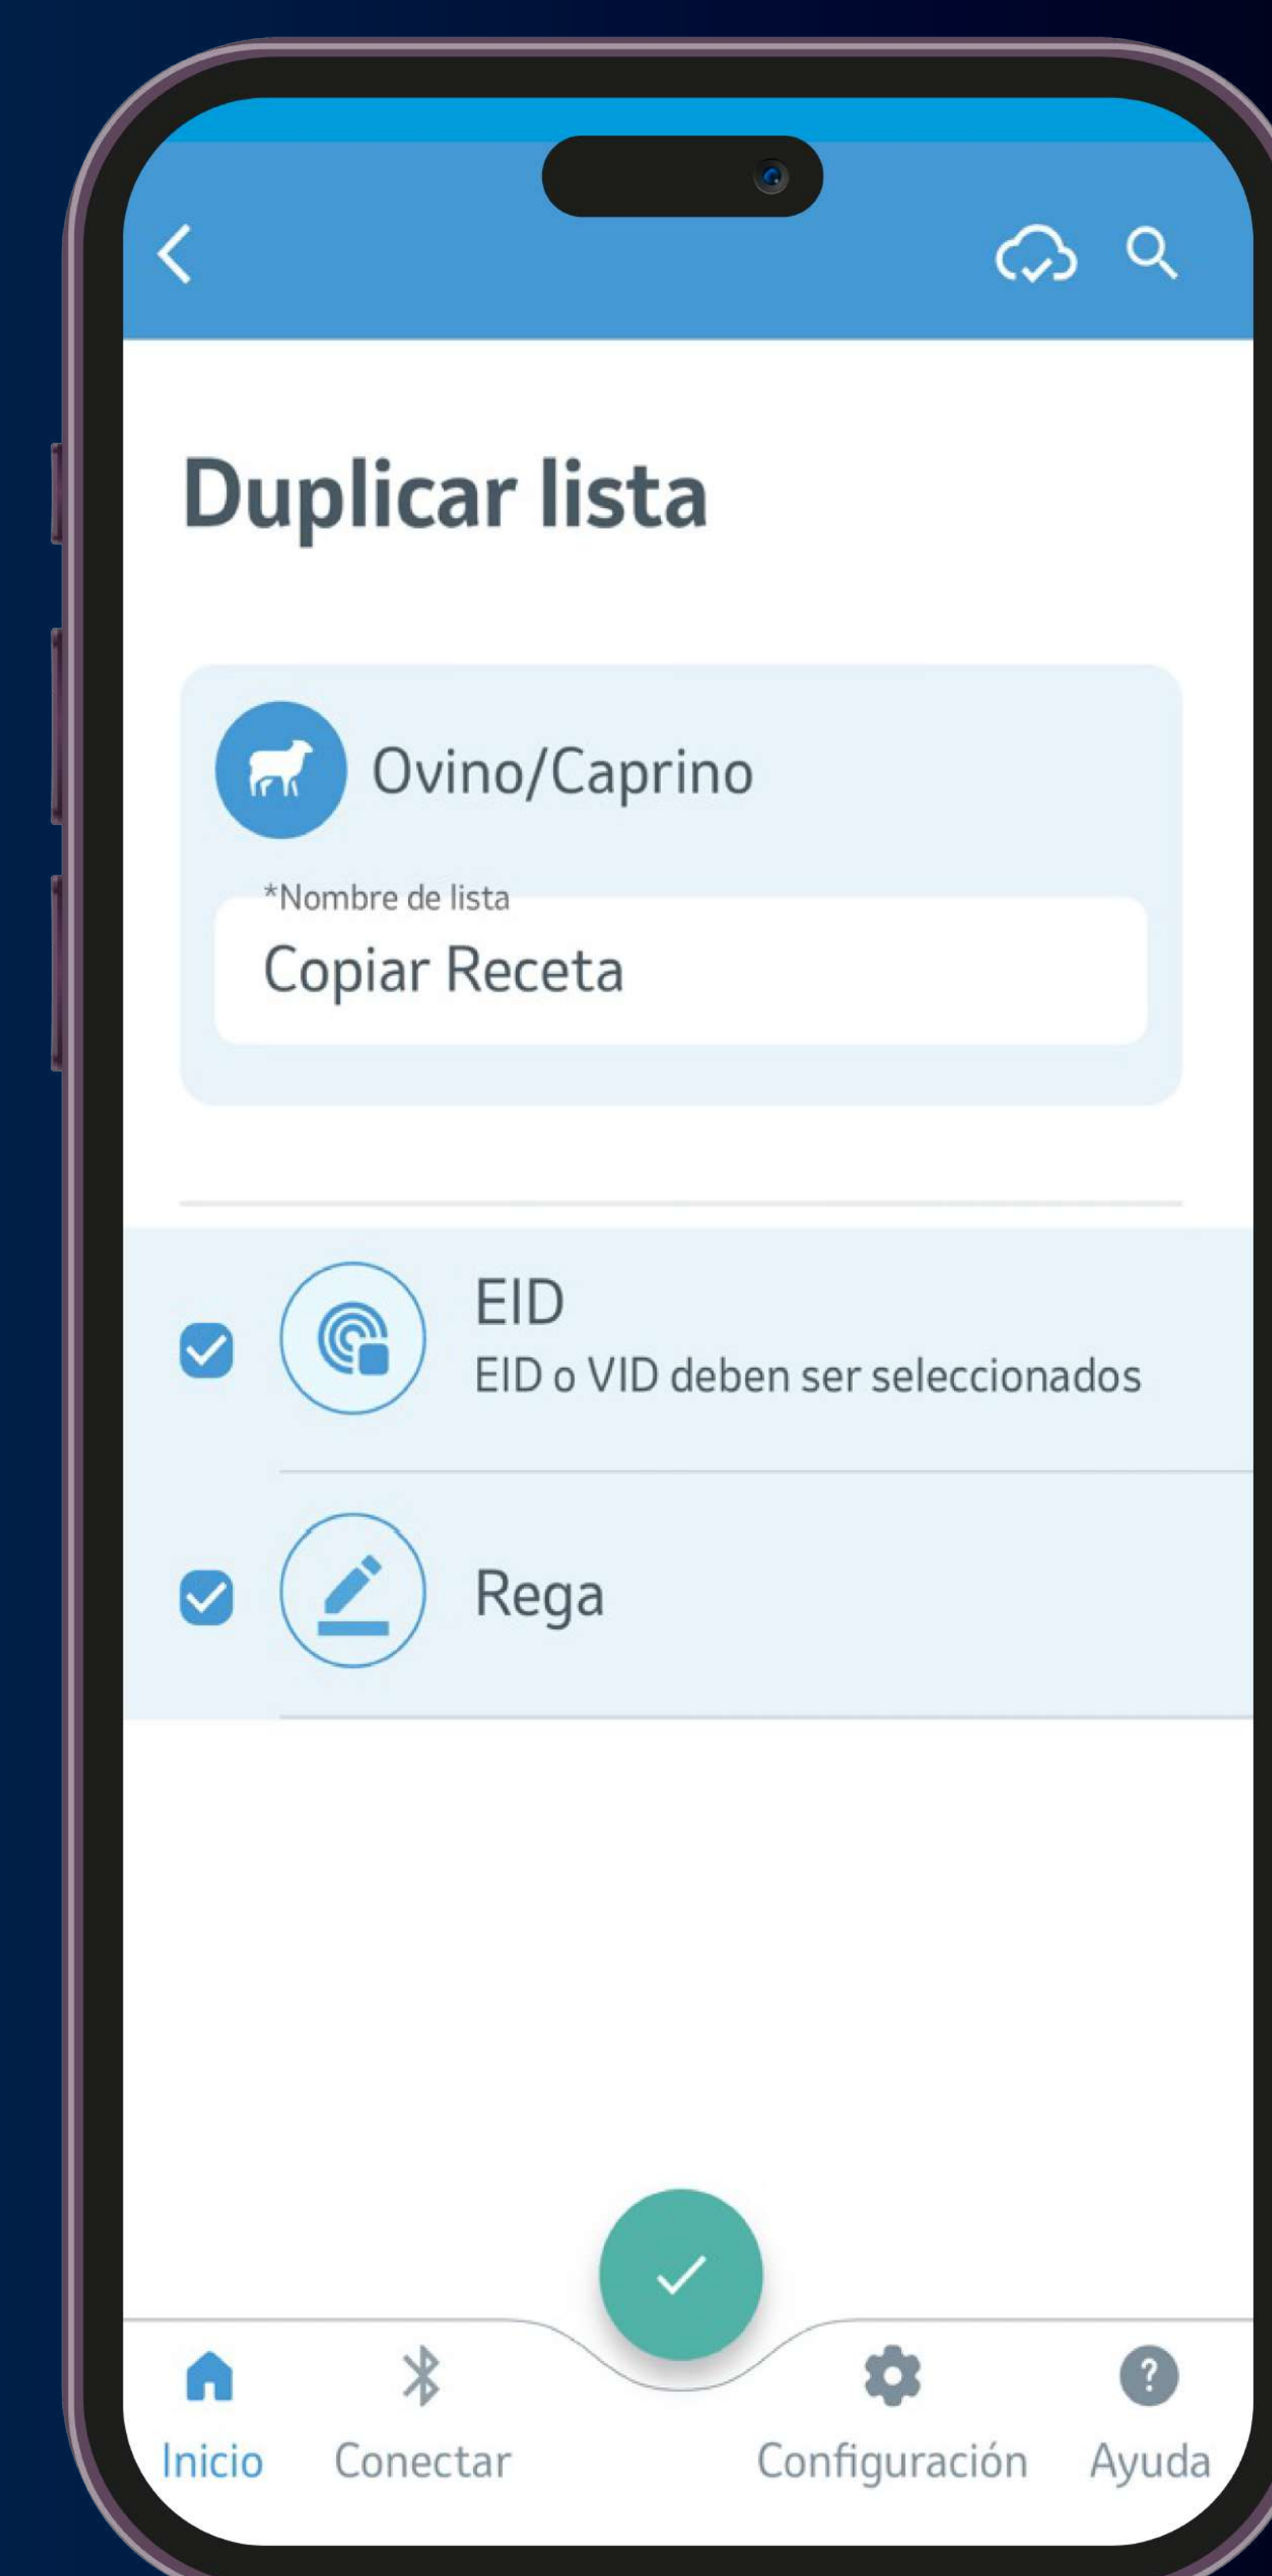 Duplicar lista
Ovino/Caprino
*Nombre de lista
Copiar Receta
EID
EID o VID deben ser seleccionados
Rega
Inicio
Conectar
Configuración
Ayuda